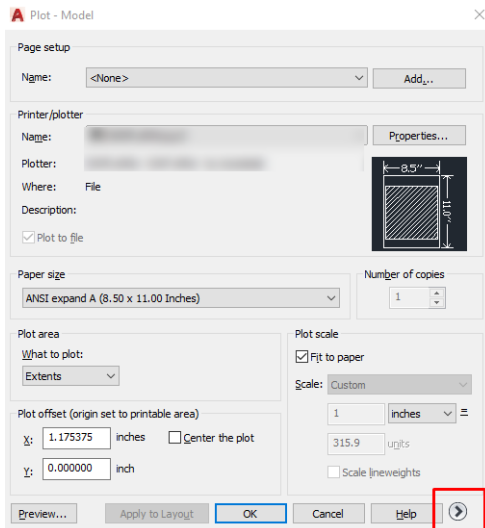 Plot - Model
Page setup
Name: <None> Add...
Printer/plotter
Name: Properties...
Plotter:
Where: File
Description:
Plot to file
8.5''
11.0''
Paper size
ANSI expand A (8.50 x 11.00 Inches)
Number of copies
1
Plot area
What to plot:
Extents
Plot scale
Fit to paper
Scale: Custom
1 inches =
315.9 units
Scale lineweights
Plot offset (origin set to printable area)
X: 1.175375 inches Center the plot
Y: 0.000000 inch
Preview... Apply to Layout OK Cancel Help